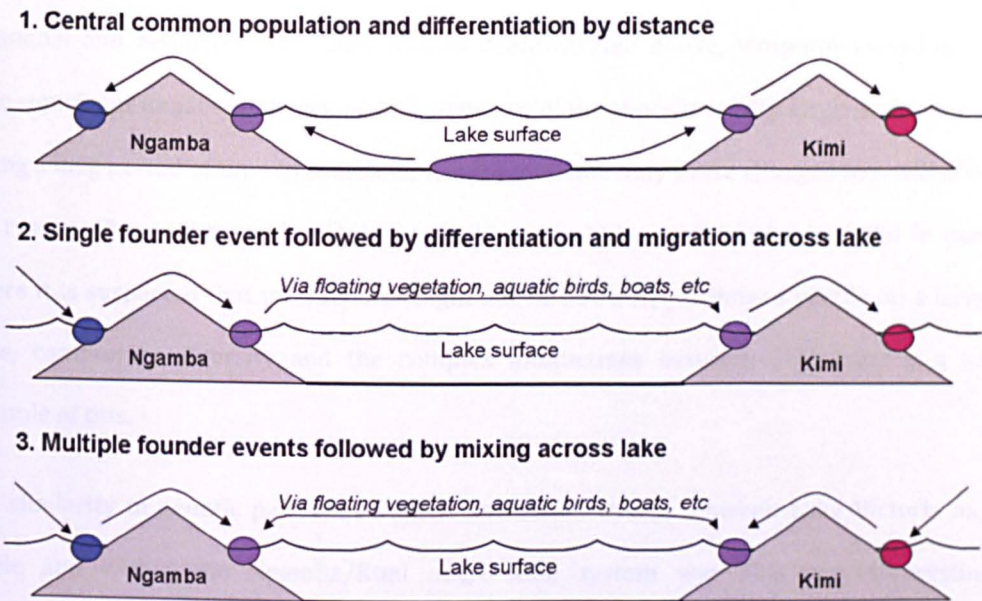 1. Central common population and differentiation by distance
Lake surface
Ngamba
Kimi
2. Single founder event followed by differentiation and migration across lake
Via floating vegetation, aquatic birds, boats, etc
Lake surface
Ngamba
Kimi
3. Multiple founder events followed by mixing across lake
Via floating vegetation, aquatic birds, boats, etc
Lake surface
Ngamba
Kimi